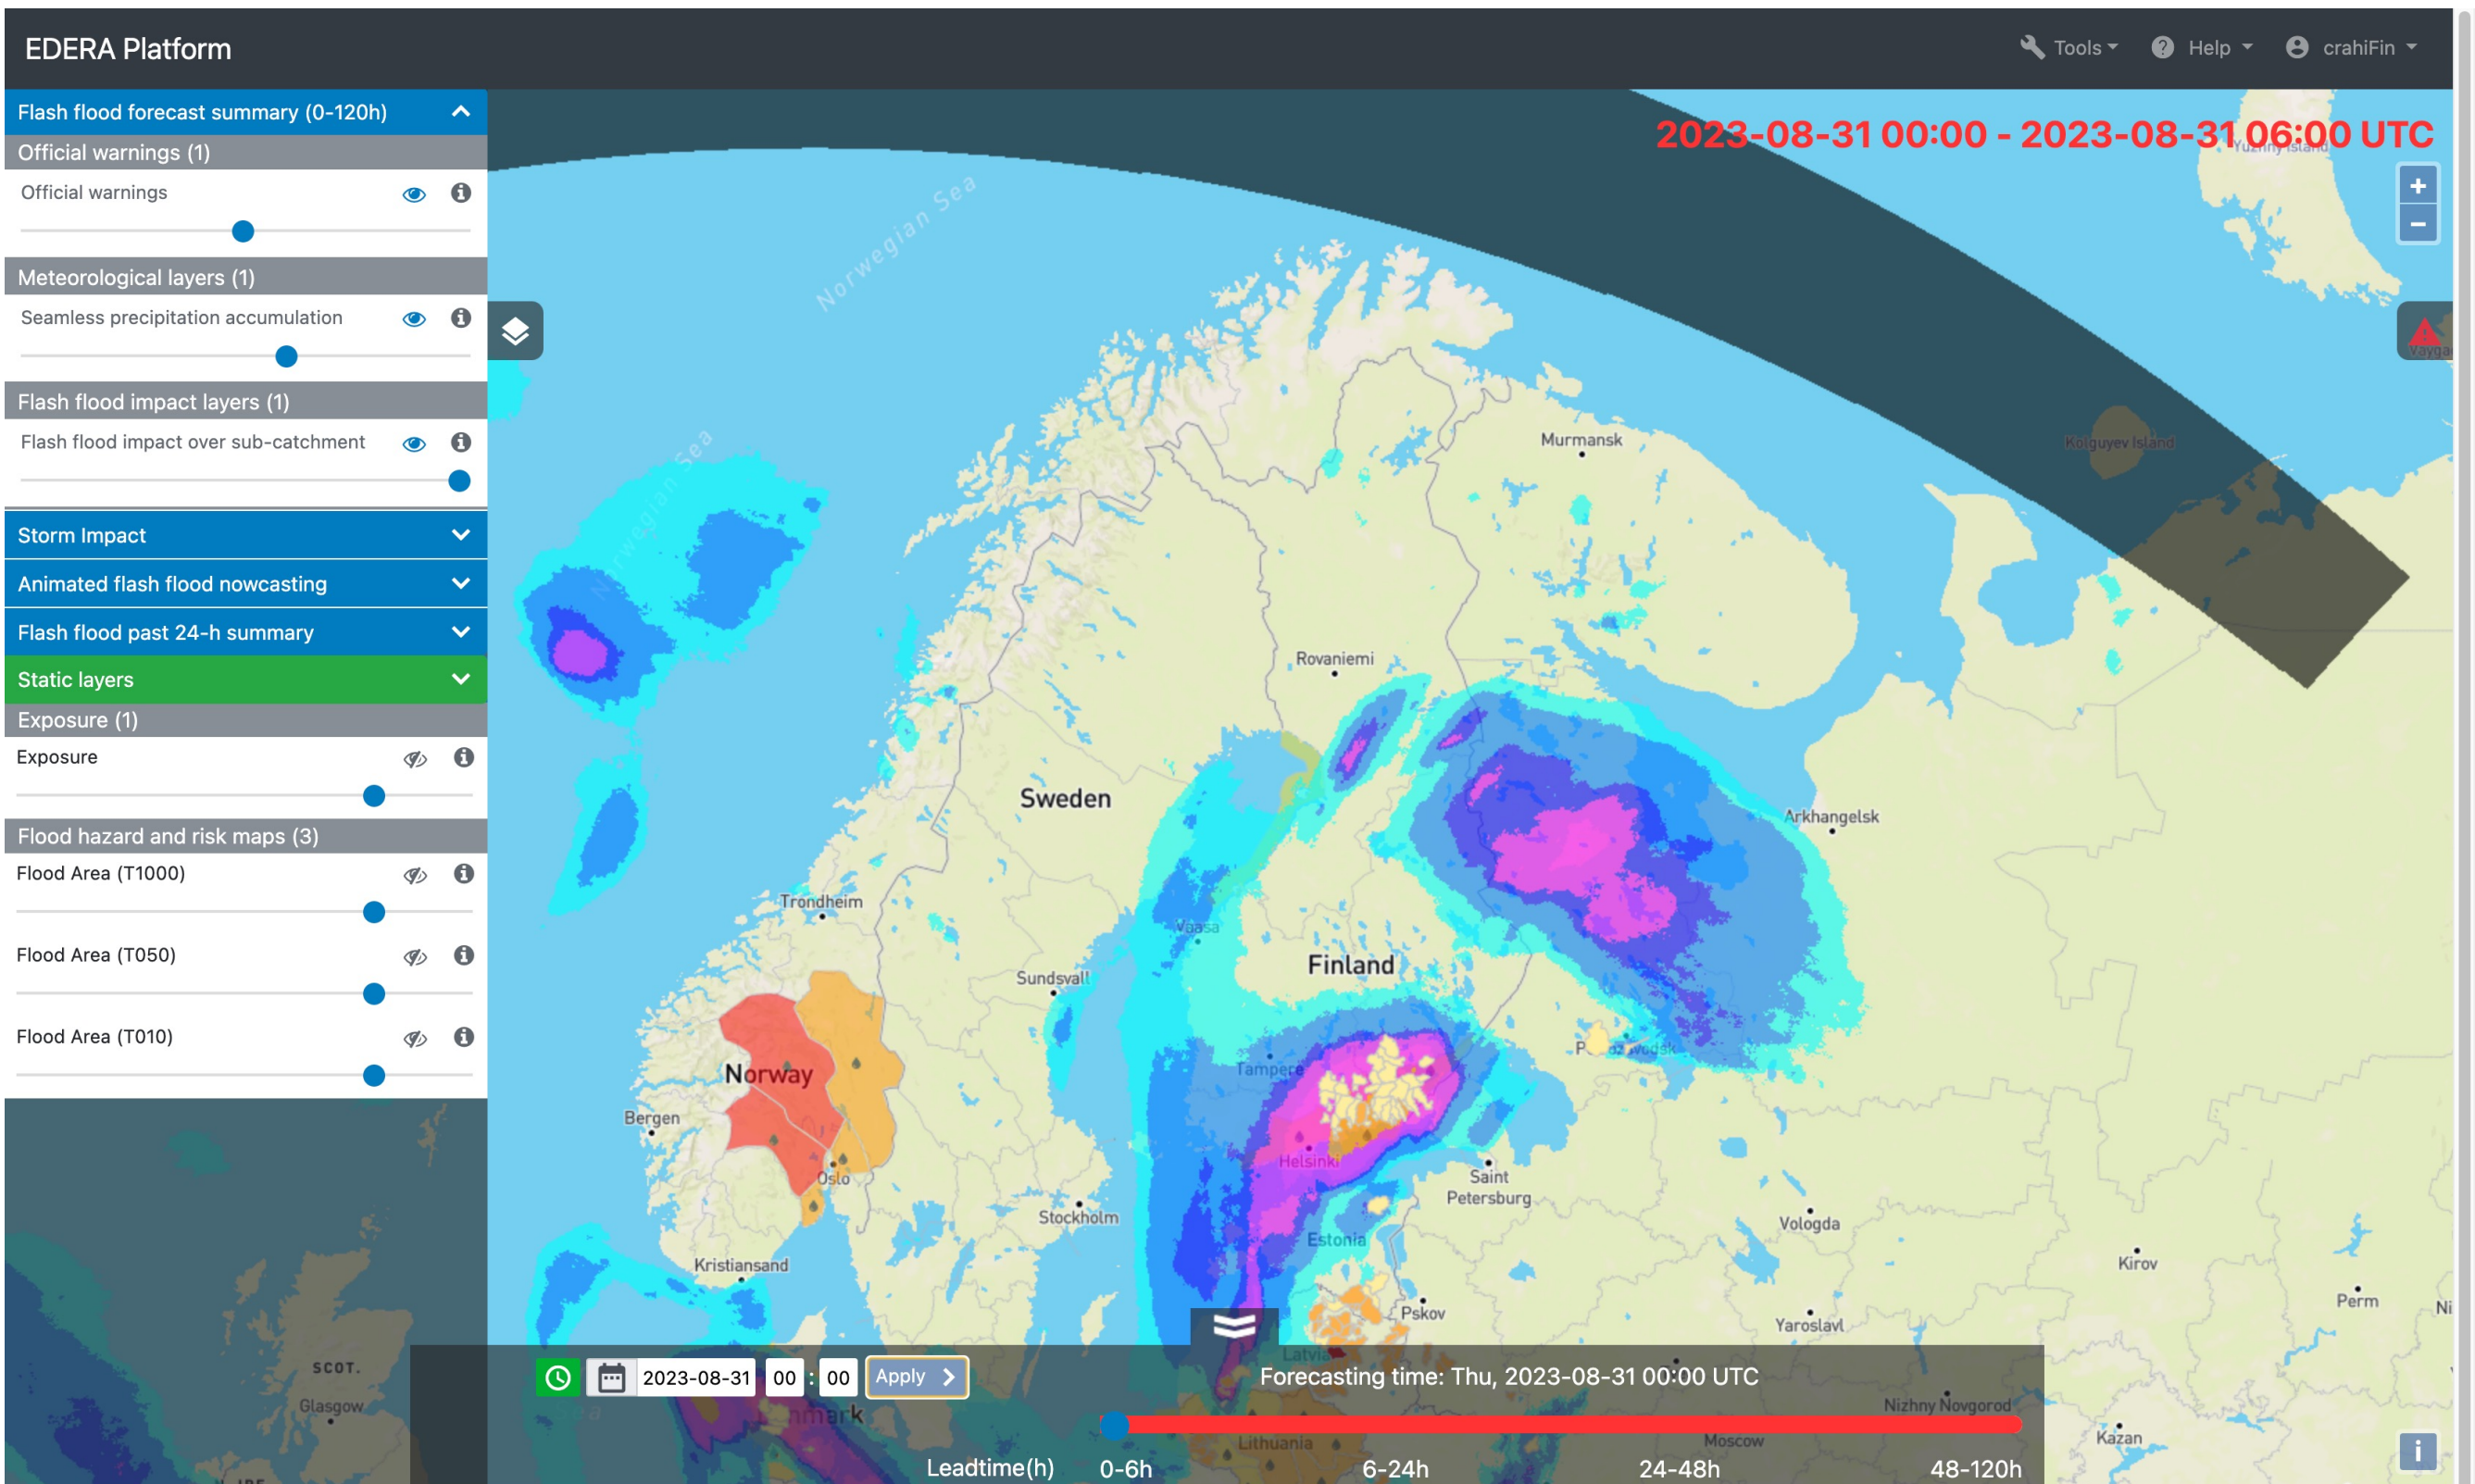 EDERA Platform
Tools
Help
crahiFin
Flash flood forecast summary (0-120h)
Official warnings (1)
Official warnings
Meteorological layers (1)
Seamless precipitation accumulation
Flash flood impact layers (1)
Flash flood impact over sub-catchment
Storm Impact
Animated flash flood nowcasting
Flash flood past 24-h summary
Static layers
Exposure (1)
Exposure
Flood hazard and risk maps (3)
Flood Area (T1000)
Flood Area (T050)
Flood Area (T010)
2023-08-31 00:00 - 2023-08-31 06:00 UTC
Yuzhny Island
+
−
Norwegian Sea
Norwegian Sea
Murmansk
Kolguyev Island
Rovaniemi
Sweden
Arkhangelsk
Trondheim
Vaasa
Finland
Sundsvall
Norway
Tampere
Bergen
Helsinki
Oslo
Saint
Petersburg
Stockholm
Vologda
Estonia
Kristiansand
Kirov
Perm
Ni
Pskov
Yaroslavl
Latvia
SCOT.
Glasgow
2023-08-31 00 : 00 Apply
Forecasting time: Thu, 2023-08-31 00:00 UTC
Nizhny Novgorod
Lithuania
Moscow
Kazan
Leadtime(h) 0-6h 6-24h 24-48h 48-120h